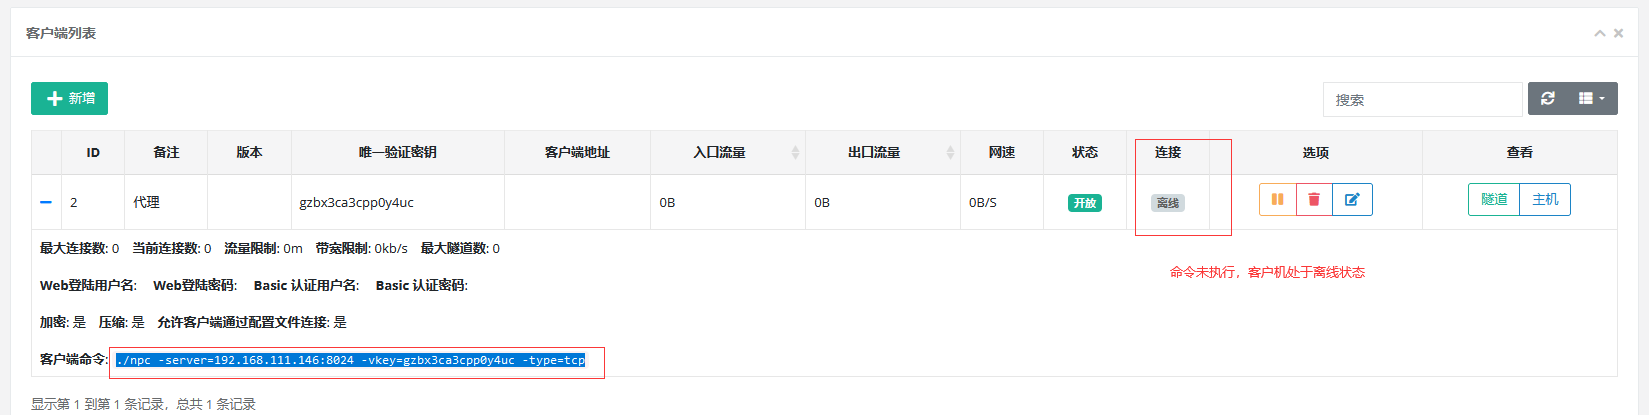 客户端列表
新增
搜索
ID 备注 版本 唯一验证密钥 客户端地址 入口流量 出口流量 网速 状态 连接 选项 查看
2 代理 gzbx3ca3cpp0y4uc 0B 0B 0B/S 开放 离线 隧道 主机
最大连接数: 0 当前连接数: 0 流量限制: 0m 带宽限制: 0kb/s 最大隧道数: 0
命令未执行，客户机处于离线状态
Web登陆用户名: Web登陆密码: Basic 认证用户名: Basic 认证密码:
加密: 是 压缩: 是 允许客户端通过配置文件连接: 是
客户端命令: ./npc -server=192.168.111.146:8024 -vkey=gzbx3ca3cpp0y4uc -type=tcp
显示第 1 到第 1 条记录，总共 1 条记录